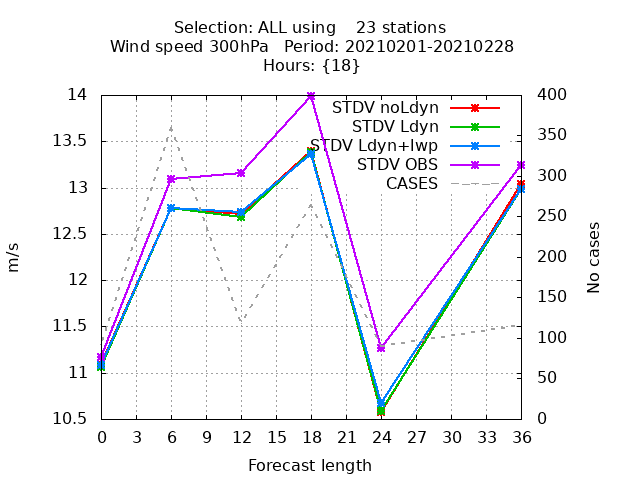 Selection: ALL using    23 stations
Wind speed 300hPa   Period: 20210201-20210228
Hours: {18}
14
13.5
13
12.5
12
11.5
11
10.5
m/s
STDV noLdyn
STDV Ldyn
STDV Ldyn+lwp
STDV OBS
CASES
400
350
300
250
200
150
100
50
0
No cases
0 3 6 9 12 15 18 21 24 27 30 33 36
Forecast length